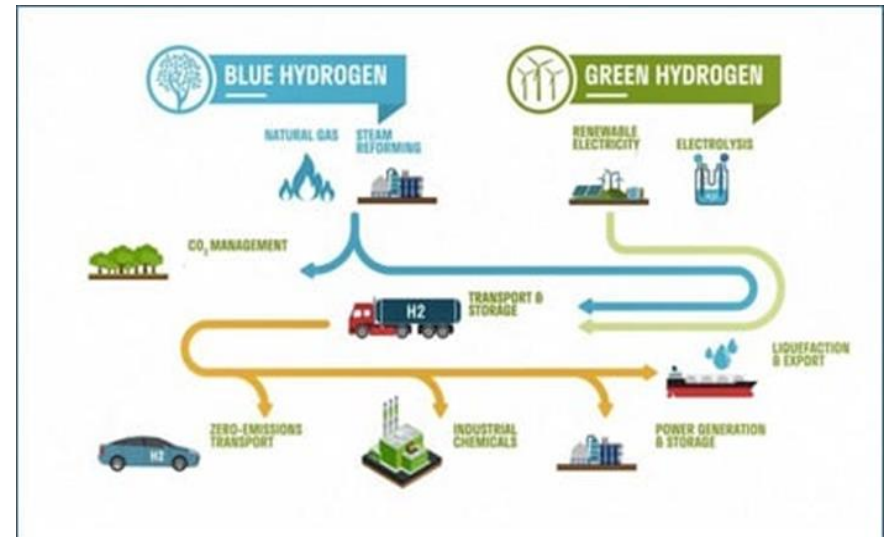 BLUE HYDROGEN
GREEN HYDROGEN
NATURAL GAS
STEAM
REFORMING
RENEWABLE
ELECTRICITY
ELECTROLYSIS
CO₂ MANAGEMENT
H2
TRANSPORT &
STORAGE
LIQUEFACTION
& EXPORT
ZERO-EMISSIONS
TRANSPORT
H2
INDUSTRIAL
CHEMICALS
POWER GENERATION
& STORAGE